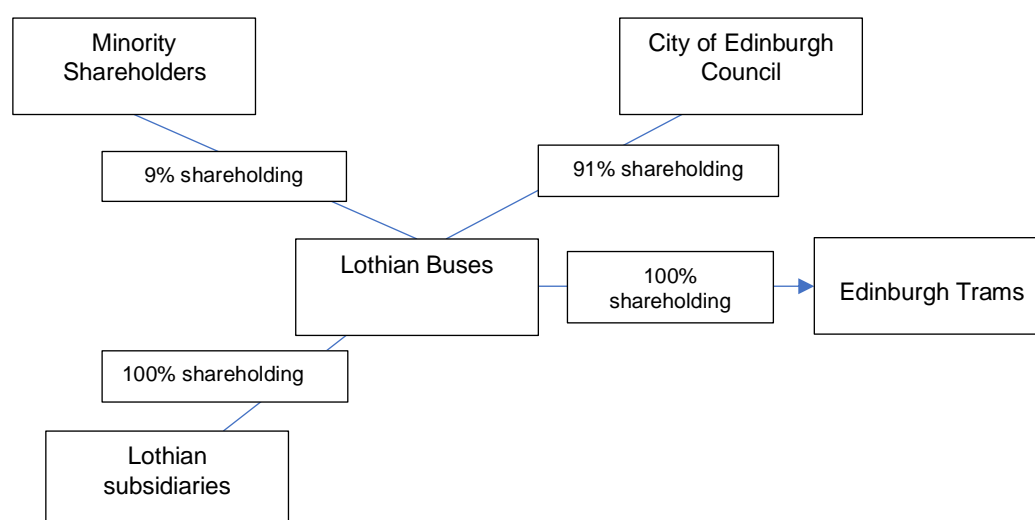 Minority
Shareholders
City of Edinburgh
Council
9% shareholding
91% shareholding
Lothian Buses
100%
shareholding
Edinburgh Trams
100% shareholding
Lothian
subsidiaries